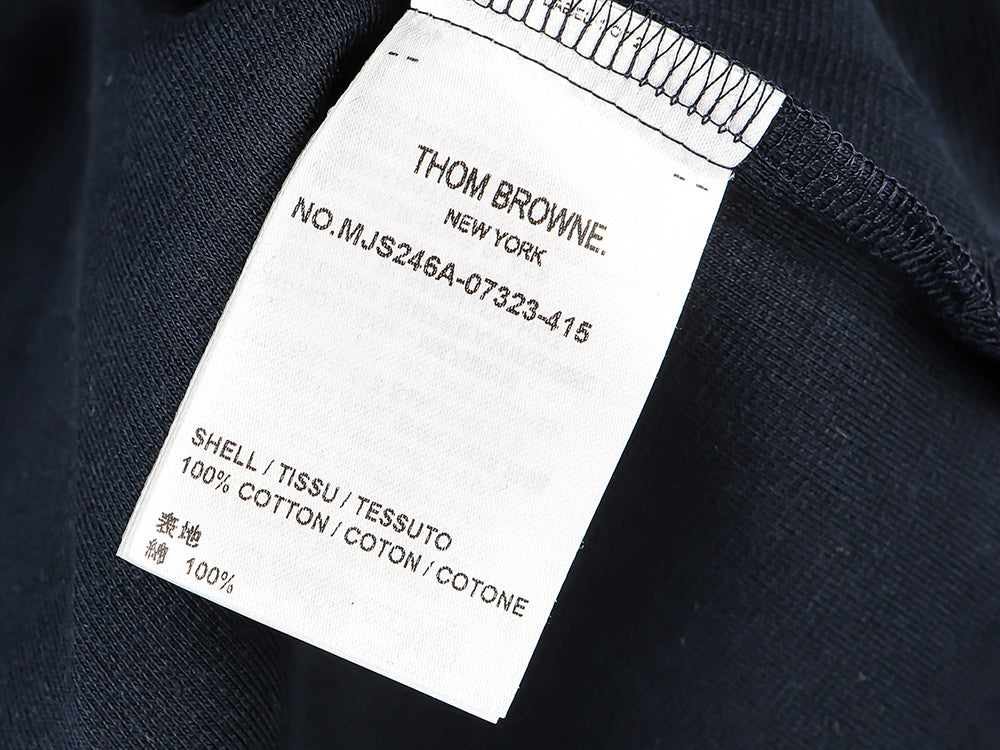 THOM BROWNE.
NEW YORK
NO.MJS246A-07323-415
SHELL / TISSU / TESSUTO
100% COTTON / COTON / COTONE
表地
綿 100%